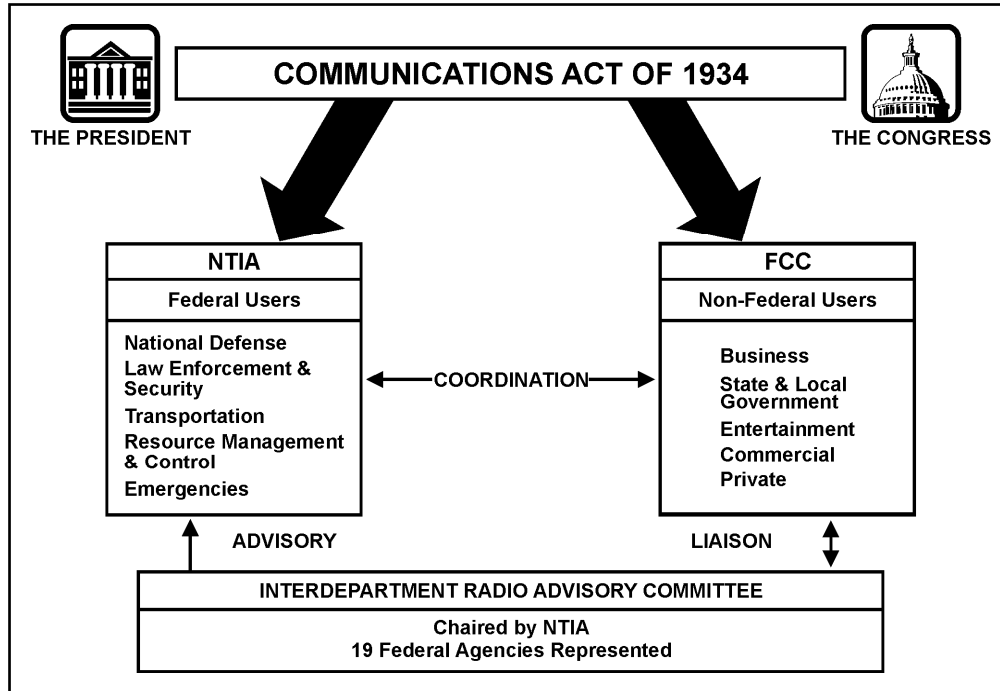 COMMUNICATIONS ACT OF 1934
THE PRESIDENT
THE CONGRESS
NTIA
Federal Users
National Defense
Law Enforcement &
Security
Transportation
Resource Management
& Control
Emergencies
COORDINATION
FCC
Non-Federal Users
Business
State & Local
Government
Entertainment
Commercial
Private
ADVISORY
LIAISON
INTERDEPARTMENT RADIO ADVISORY COMMITTEE
Chaired by NTIA
19 Federal Agencies Represented